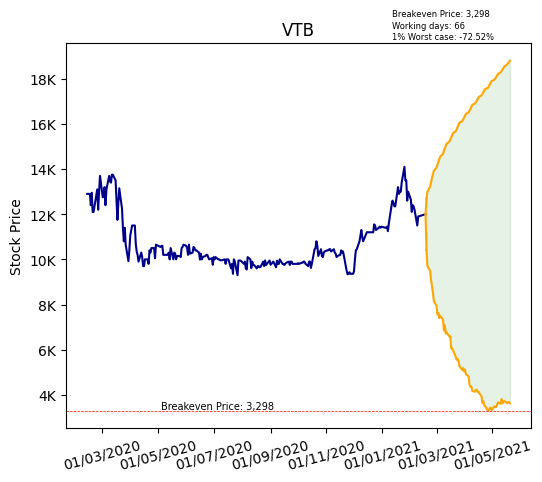 Breakeven Price: 3,298
Working days: 66
1% Worst case: -72.52%
VTB
Stock Price
18K
16K
14K
12K
10K
8K
6K
4K
Breakeven Price: 3,298
01/03/2020
01/05/2020
01/07/2020
01/09/2020
01/11/2020
01/01/2021
01/03/2021
01/05/2021